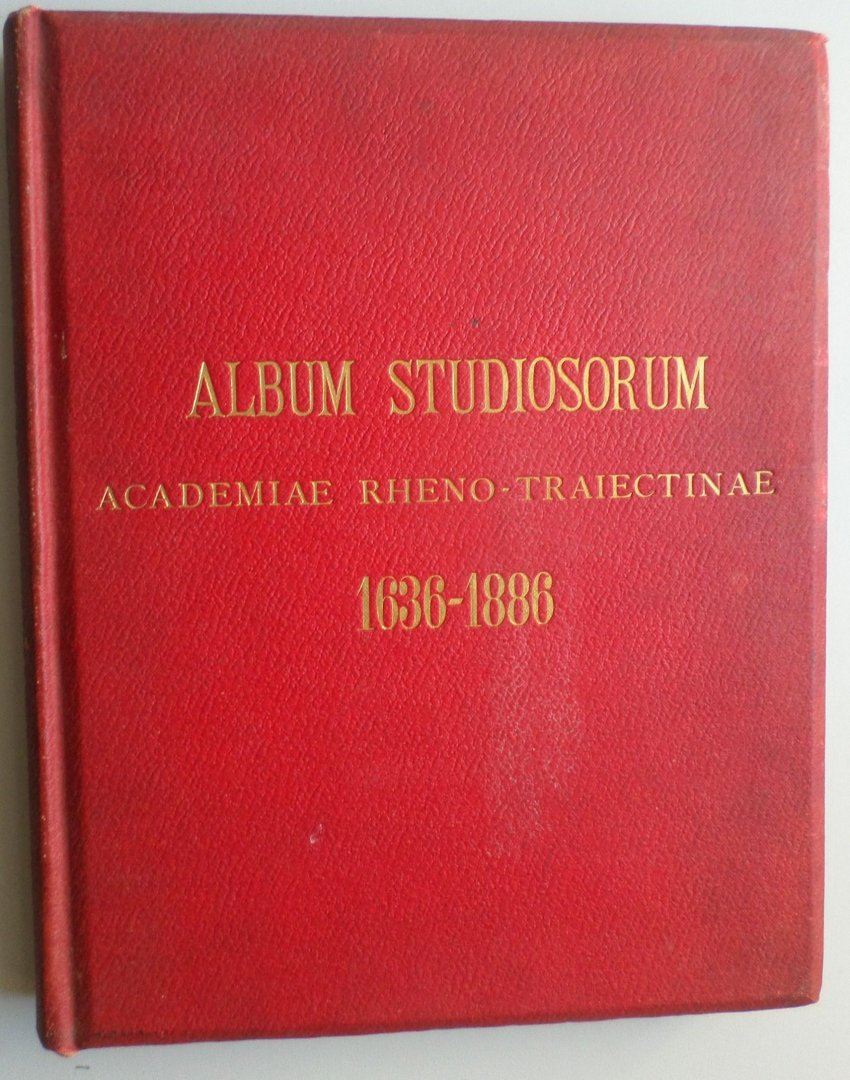 ALBUM STUDIOSORUM
ACADEMIAE RHENO-TRAIECTINAE
1636-1886